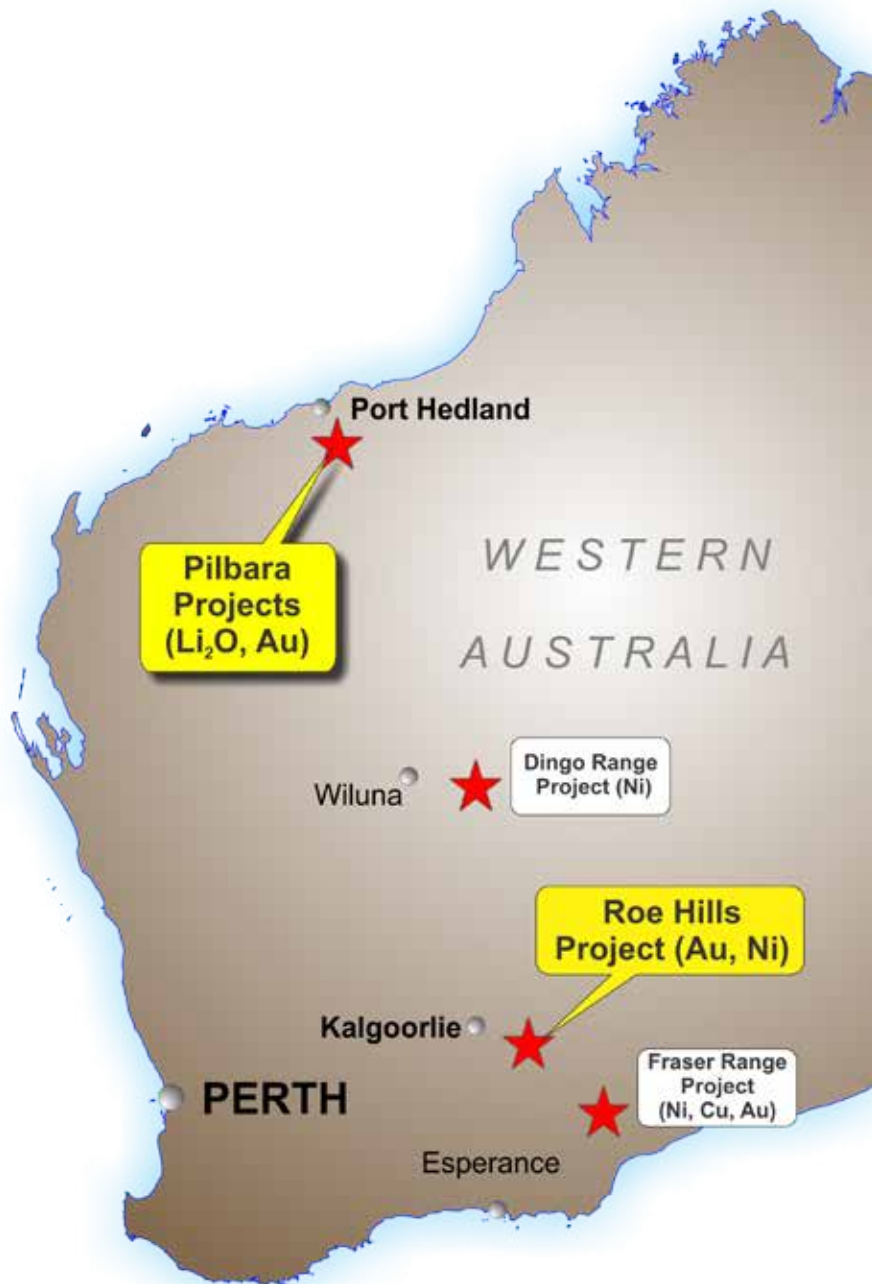 Port Hedland
Pilbara
Projects
(Li₂O, Au)
WESTERN
AUSTRALIA
Dingo Range
Project (Ni)
Wiluna
Roe Hills
Project (Au, Ni)
Kalgoorlie
Fraser Range
Project
(Ni, Cu, Au)
PERTH
Esperance